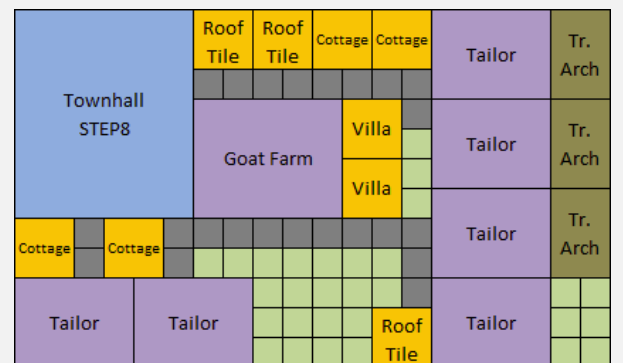 Roof
Tile
Roof
Tile
Cottage
Cottage
Tailor
Tr.
Arch
Townhall
STEP8
Goat Farm
Villa
Tailor
Tr.
Arch
Villa
Cottage
Cottage
Tailor
Tr.
Arch
Tailor
Tailor
Roof
Tile
Tailor